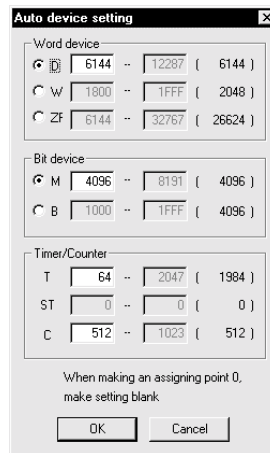 Auto device setting
Word device
D 6144 -- 12287 ( 6144 )
W 1800 -- 1FFF ( 2048 )
ZR 6144 -- 32767 ( 26624 )
Bit device
M 4096 -- 8191 ( 4096 )
B 1000 -- 1FFF ( 4096 )
Timer/Counter
T 64 -- 2047 ( 1984 )
ST 0 -- 0 ( 0 )
C 512 -- 1023 ( 512 )
When making an assigning point 0,
make setting blank
OK Cancel